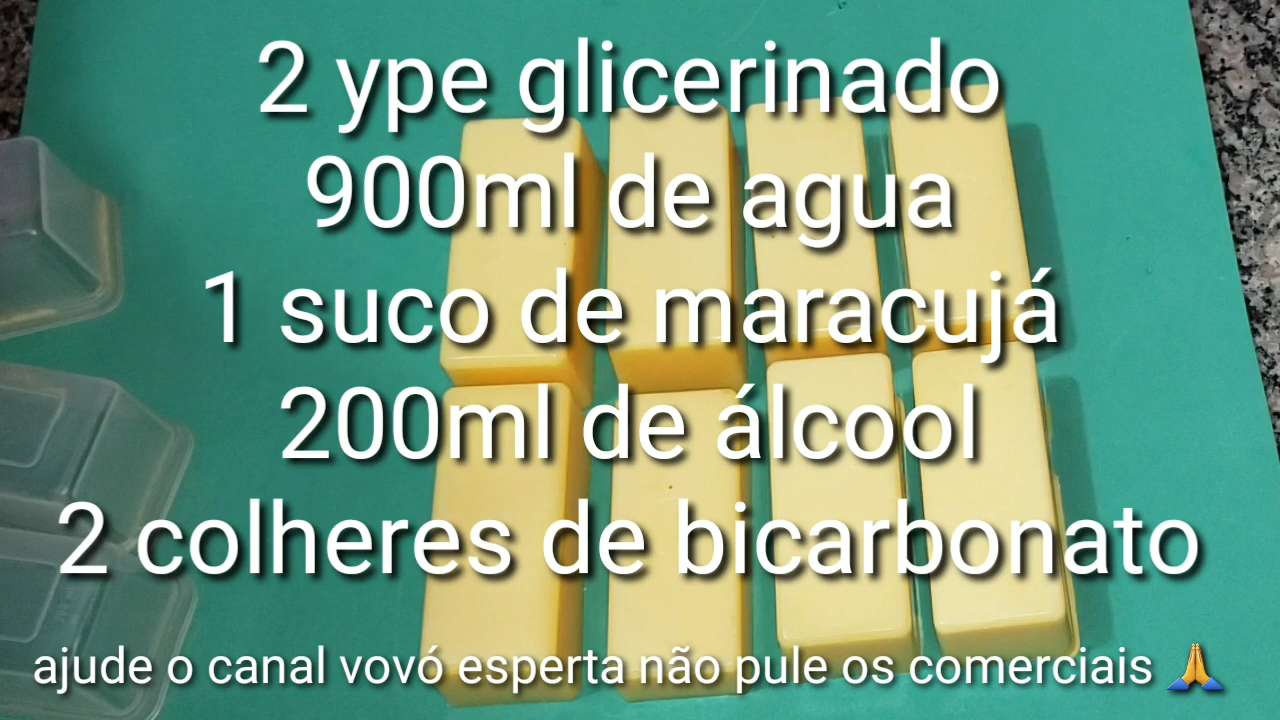 2 ype glicerinado
900ml de agua
1 suco de maracujá
200ml de álcool
2 colheres de bicarbonato
ajude o canal vovó esperta não pule os comerciais 🙏